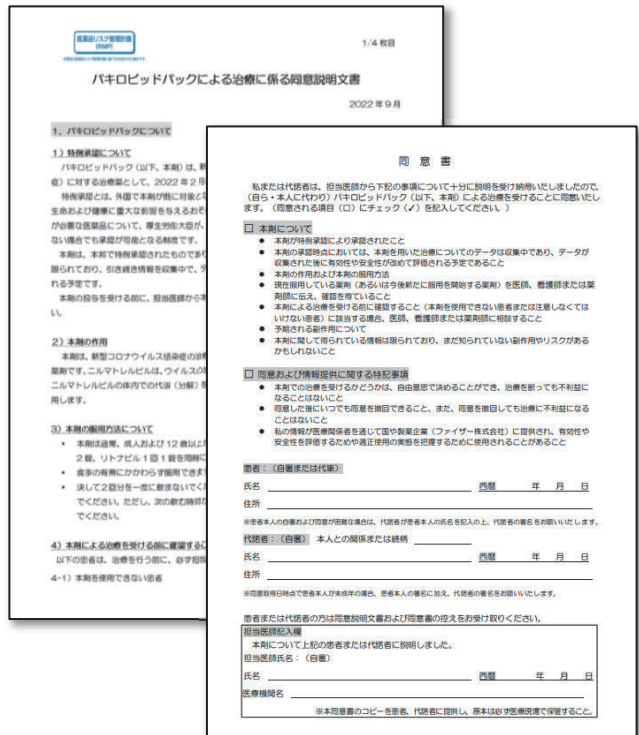 医薬品リスク管理計画
(RMP)
1/4 枚目
パキロビッドパックによる治療に係る同意説明文書
2022 年 9 月
1. パキロビッドパックについて
1) 特例承認について
パキロビッドパック（以下、本剤）は、新
症）に対する治療薬として、2022 年 2 月
特例承認とは、外国で本剤が既に対象とな
生命および健康に重大な影響を与えるおそ
が必要な医薬品について、厚生労働大臣が、
ない場合でも承認が可能となる制度です。
本剤は、本邦で特例承認されたものであり
限られており、引き続き情報を収集中で、デ
れる予定です。
本剤の投与を受ける前に、担当医師から本
い。
2) 本剤の作用
本剤は、新型コロナウイルス感染症の治療
薬剤です。ニルマトレルビルは、ウイルスの
ニルマトレルビルの体内での代謝（分解）を
用します。
3) 本剤の服用方法について
• 本剤は通常、成人および 12 歳以上
2 錠、リトナビル 1 回 1 錠を同時に
• 食事の有無にかかわらず服用できます
• 決して2回分を一度に飲まないでくだ
でください。ただし、次の飲む時間が
でください。
4) 本剤による治療を受ける前に確認するこ
以下の患者は、治療を行う前に、必ず担当
4-1) 本剤を使用できない患者
同 意 書
私または代諾者は、担当医師から下記の事項について十分に説明を受け納得いたしましたので、
（自ら・本人に代わり）パキロビッドパック（以下、本剤）による治療を受けることに同意いたし
ます。（同意される項目（□）にチェック（✓）を記入してください。）
□ 本剤について
● 本剤が特例承認により承認されたこと
● 本剤の承認時点においては、本剤を用いた治療についてのデータは収集中であり、データが
収集された後に有効性や安全性が改めて評価される予定であること
● 本剤の作用および本剤の服用方法
● 現在服用している薬剤（あるいは今後新たに服用を開始する薬剤）を医師、看護師または薬
剤師に伝え、確認を得ていること
● 本剤による治療を受ける前に確認すること（本剤を使用できない患者または注意しなくては
いけない患者）に該当する場合、医師、看護師または薬剤師に相談すること
● 予期される副作用について
● 本剤に関して得られている情報は限られており、まだ知られていない副作用やリスクがある
かもしれないこと
□ 同意および情報提供に関する特記事項
● 本剤での治療を受けるかどうかは、自由意思で決めることができ、治療を断っても不利益に
なることはないこと
● 同意した後にいつでも同意を撤回できること、また、同意を撤回しても治療に不利益になる
ことはないこと
● 私の情報が医療関係者を通じて国や製薬企業（ファイザー株式会社）に提供され、有効性や
安全性を評価するためや適正使用の実態を把握するために使用されることがあること
患者：（自署または代筆）
氏名 西暦 年 月 日
住所
※患者本人の自署および同意が困難な場合は、代諾者が患者本人の氏名を記入の上、代諾者の署名をお願いいたします。
代諾者：（自署） 本人との関係または続柄
氏名 西暦 年 月 日
住所
※同意取得日時点で患者本人が未成年の場合、患者本人の署名に加え、代諾者の署名をお願いいたします。
患者または代諾者の方は同意説明文書および同意書の控えをお受け取りください。
担当医師記入欄
本剤について上記の患者または代諾者に説明しました。
担当医師氏名：（自署）
氏名 西暦 年 月 日
医療機関名
※本同意書のコピーを患者、代諾者に提供し、原本は必ず医療現場で保管すること。